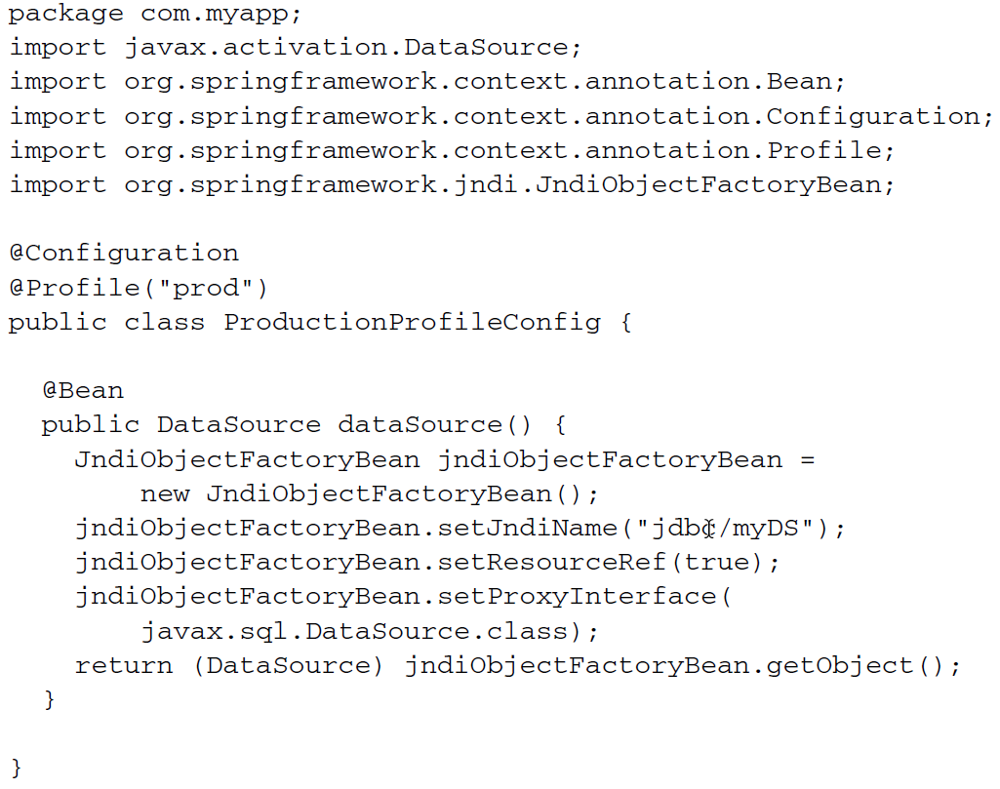 package com.myapp;
import javax.activation.DataSource;
import org.springframework.context.annotation.Bean;
import org.springframework.context.annotation.Configuration;
import org.springframework.context.annotation.Profile;
import org.springframework.jndi.JndiObjectFactoryBean;

@Configuration
@Profile("prod")
public class ProductionProfileConfig {

  @Bean
  public DataSource dataSource() {
    JndiObjectFactoryBean jndiObjectFactoryBean =
        new JndiObjectFactoryBean();
    jndiObjectFactoryBean.setJndiName("jdbc/myDS");
    jndiObjectFactoryBean.setResourceRef(true);
    jndiObjectFactoryBean.setProxyInterface(
        javax.sql.DataSource.class);
    return (DataSource) jndiObjectFactoryBean.getObject();
  }

}